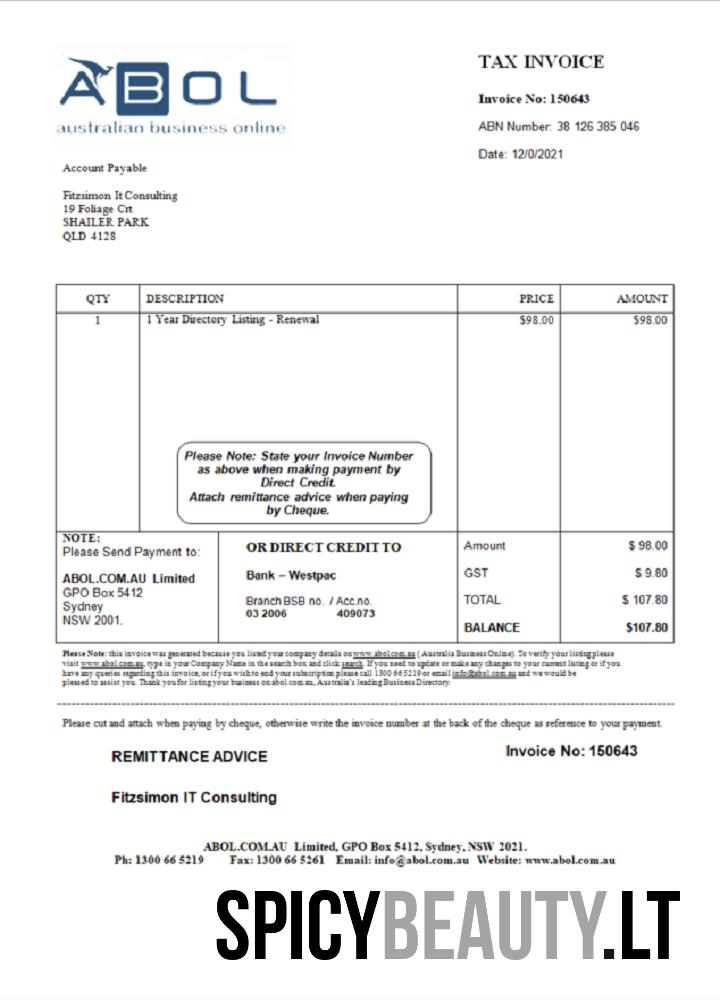 ABOL
australian business online
TAX INVOICE
Invoice No: 150643
ABN Number: 38 126 385 046
Date: 12/0/2021
Account Payable
Fitzsimon It Consulting
19 Foliage Crt
SHAILER PARK
QLD 4128
QTY DESCRIPTION PRICE AMOUNT
1 1 Year Directory Listing - Renewal $98.00 $98.00
Please Note: State your Invoice Number
as above when making payment by
Direct Credit.
Attach remittance advice when paying
by Cheque.
NOTE:
Please Send Payment to:
ABOL.COM.AU Limited
GPO Box 5412
Sydney
NSW 2001.
OR DIRECT CREDIT TO
Bank – Westpac
Branch BSB no. / Acc.no.
03 2006 409073
Amount $ 98.00
GST $ 9.80
TOTAL $ 107.80
BALANCE $107.80
Please Note: this invoice was generated because you listed your company details on www.abol.com.au ( Australia Business Online). To verify your listing please
visit www.abol.com.au, type in your Company Name in the search box and click search. If you need to update or make any changes to your current listing or if you
have any queries regarding this invoice, or if you wish to end your subscription please call 1300 665219 or email info@abol.com.au and we would be
pleased to assist you. Thank you for listing your business on abol.com.au, Australia's leading Business Directory.
Please cut and attach when paying by cheque, otherwise write the invoice number at the back of the cheque as reference to your payment.
REMITTANCE ADVICE
Invoice No: 150643
Fitzsimon IT Consulting
ABOL.COM.AU Limited, GPO Box 5412, Sydney, NSW 2021.
Ph: 1300 66 5219 Fax: 1300 66 5261 Email: info@abol.com.au Website: www.abol.com.au
SPICYBEAUTY.LT